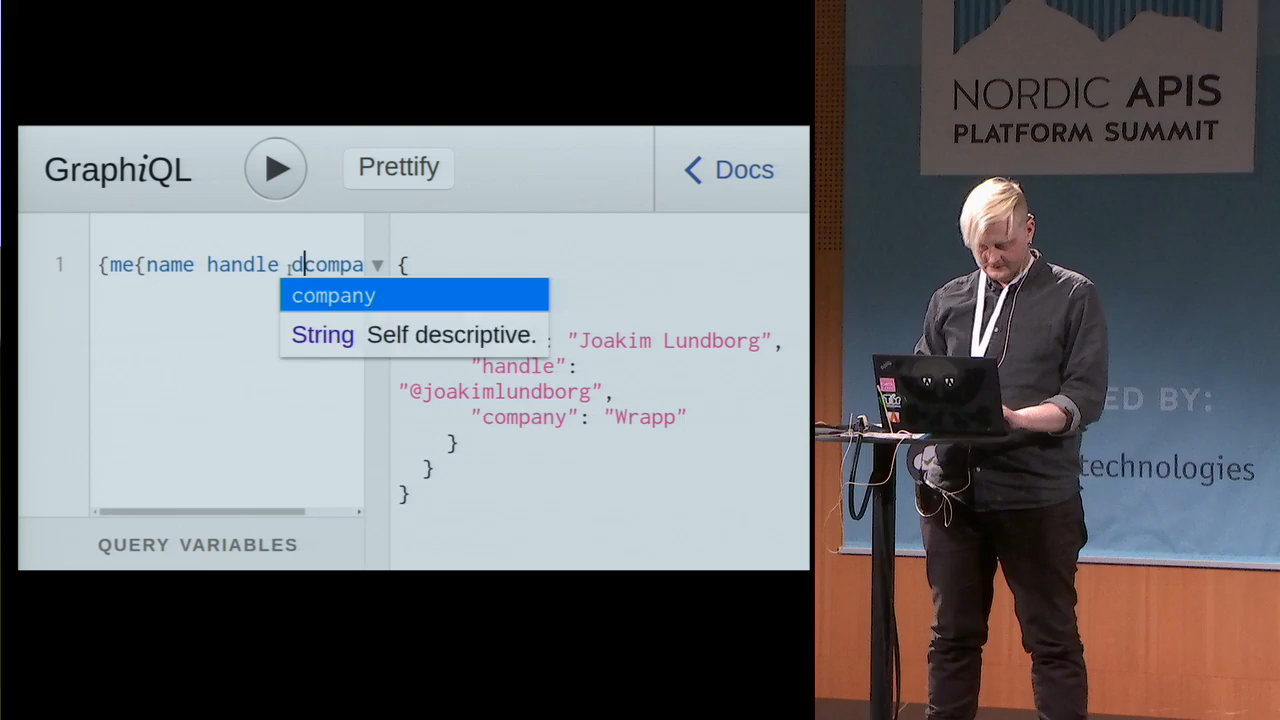 NORDIC APIS
PLATFORM SUMMIT
GraphiQL
Prettify
Docs
1
{me{name handle dcompa
{
company
String Self descriptive.
: "Joakim Lundborg",
"handle":
"@joakimlundborg",
"company": "Wrapp"
}
}
}
QUERY VARIABLES
ED BY:
technologies